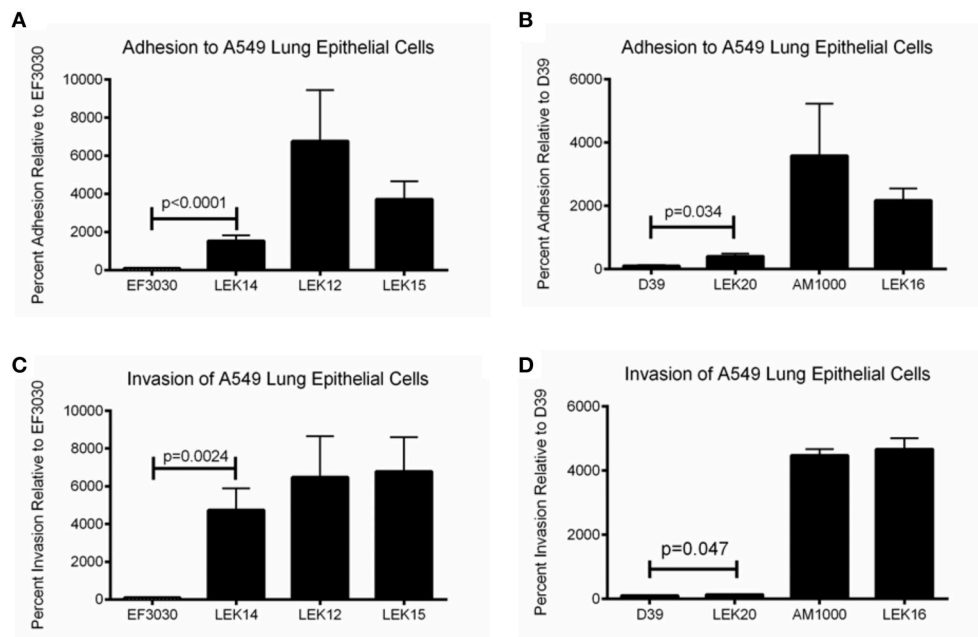 A
Adhesion to A549 Lung Epithelial Cells
Percent Adhesion Relative to EF3030
10000
8000
6000
4000
2000
0
p<0.0001
EF3030 LEK14 LEK12 LEK15
B
Adhesion to A549 Lung Epithelial Cells
Percent Adhesion Relative to D39
6000
4000
2000
0
p=0.034
D39 LEK20 AM1000 LEK16
C
Invasion of A549 Lung Epithelial Cells
Percent Invasion Relative to EF3030
10000
8000
6000
4000
2000
0
p=0.0024
EF3030 LEK14 LEK12 LEK15
D
Invasion of A549 Lung Epithelial Cells
Percent Invasion Relative to D39
6000
4000
2000
0
p=0.047
D39 LEK20 AM1000 LEK16